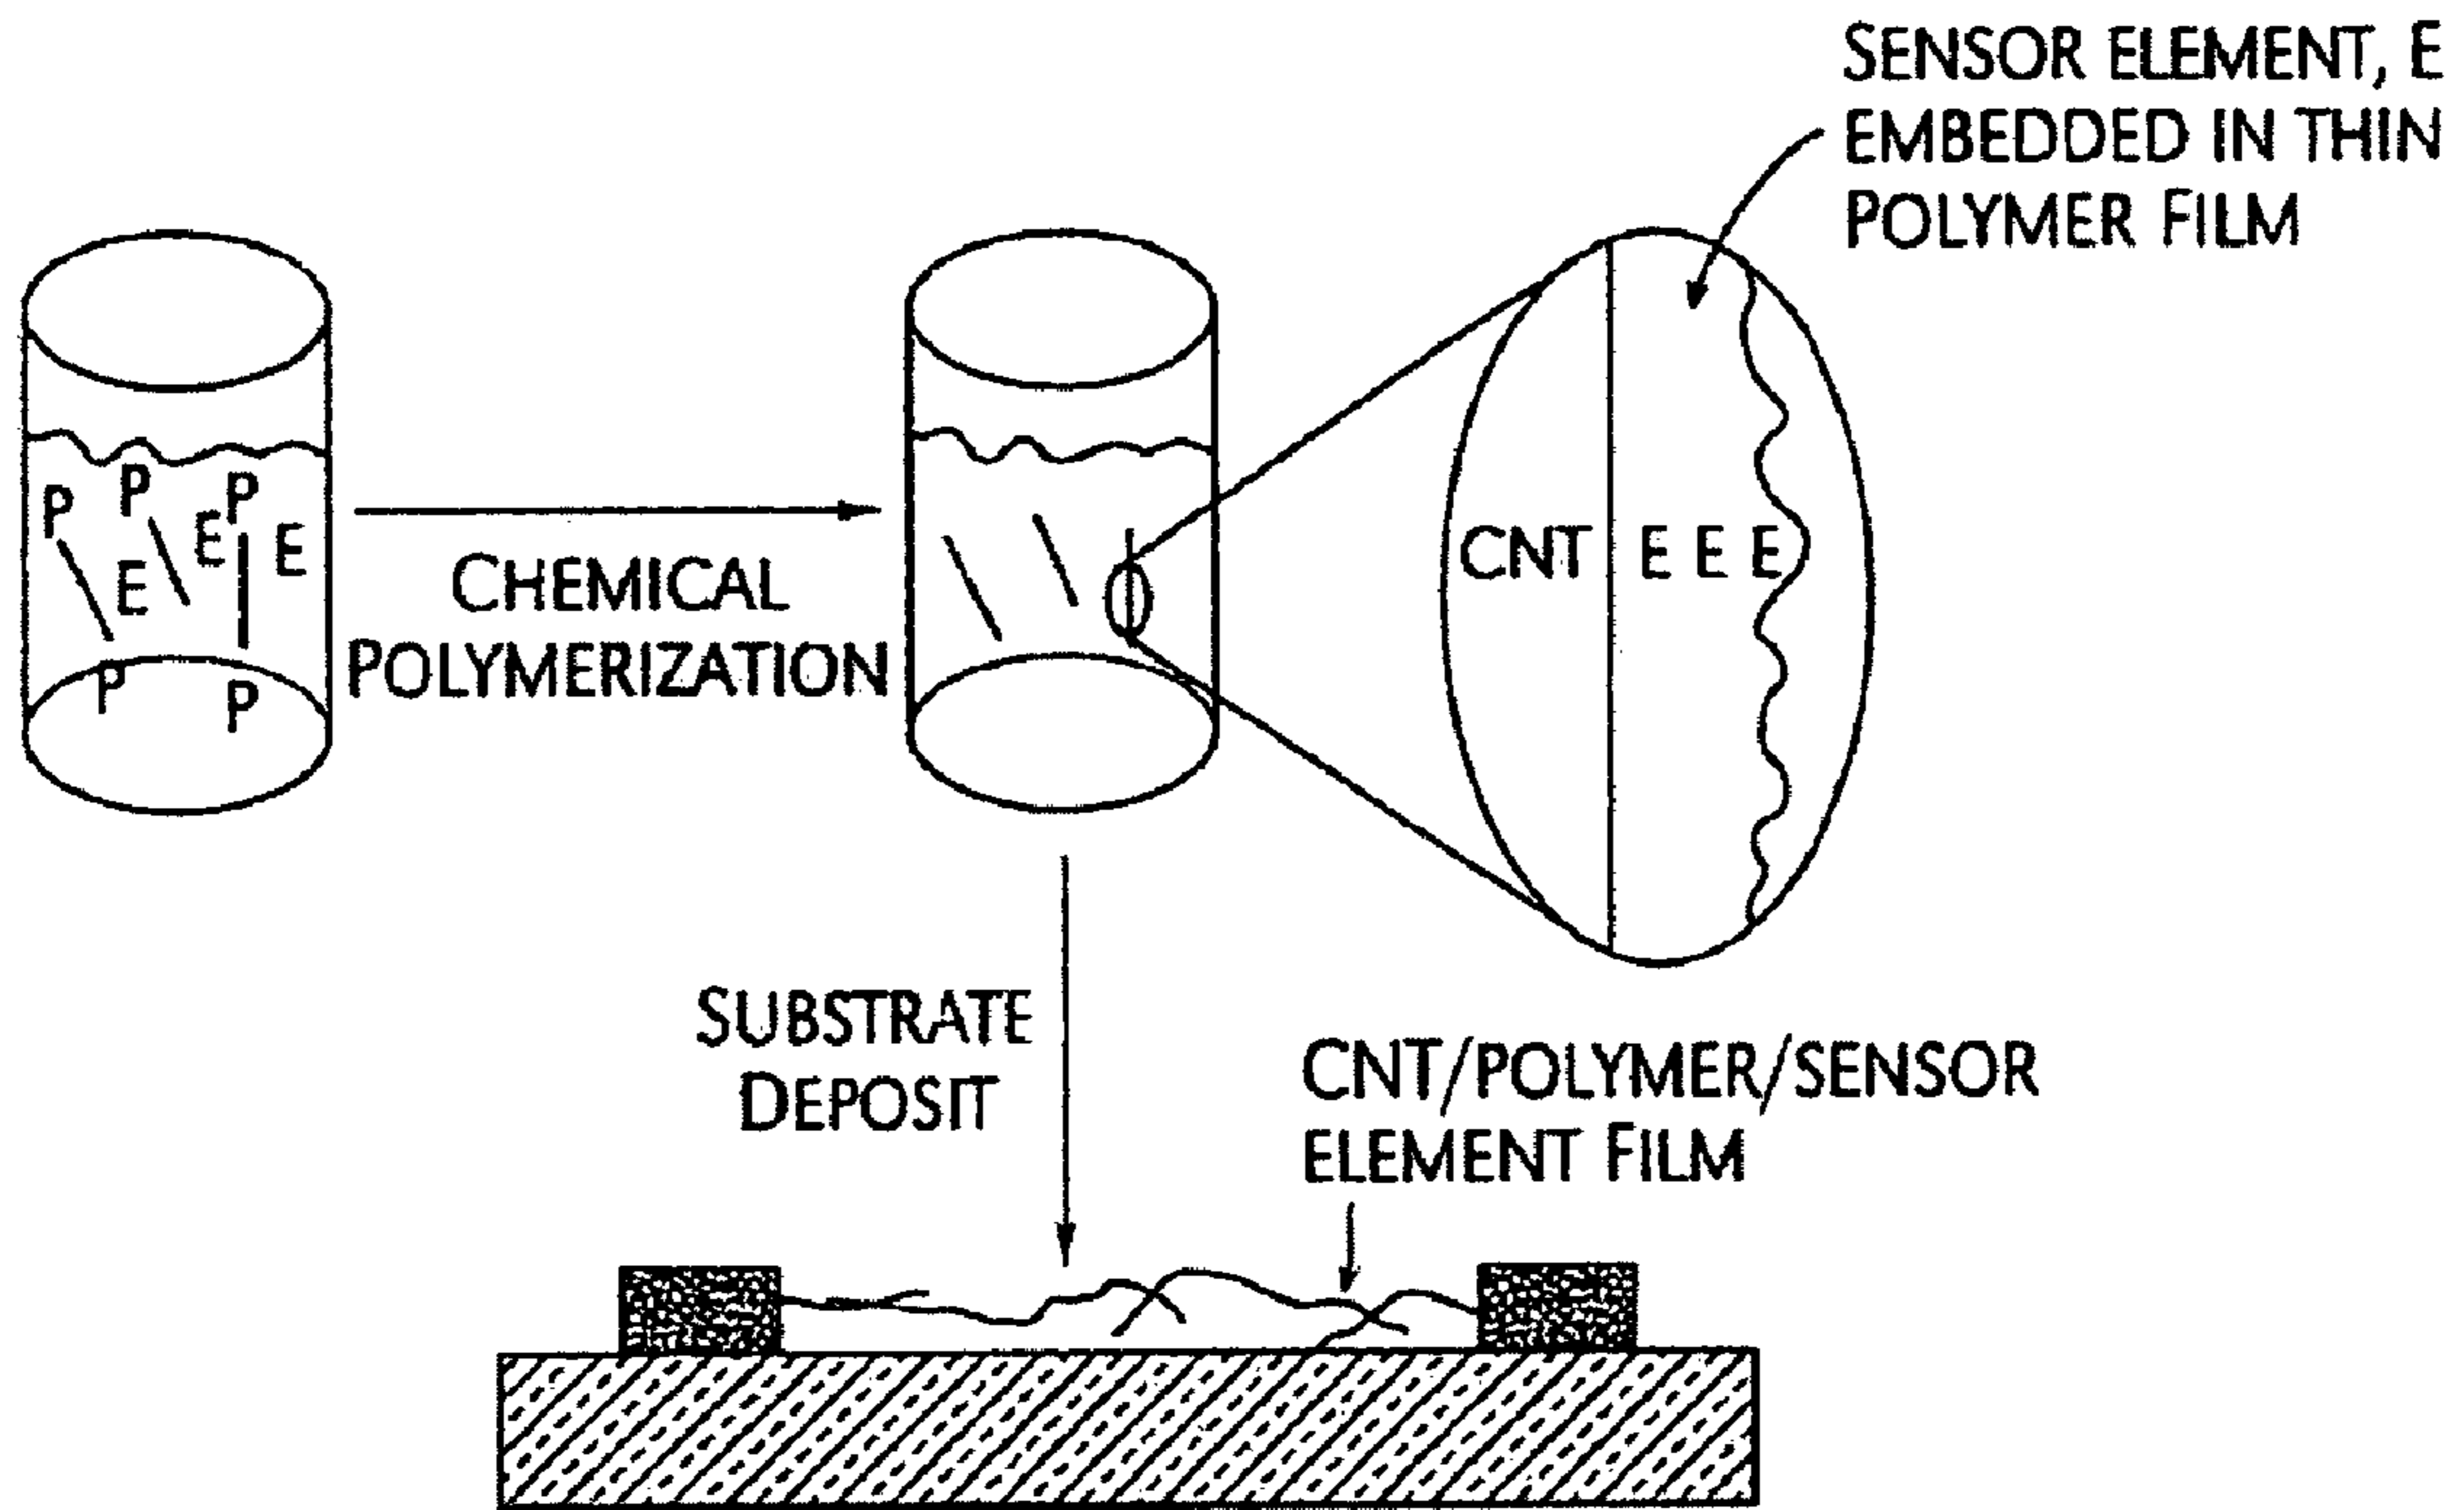 SENSOR ELEMENT, E
EMBEDDED IN THIN
POLYMER FILM
P P P
E E
E
P P
CHEMICAL
POLYMERIZATION
CNT E E E
SUBSTRATE
DEPOSIT
CNT/POLYMER/SENSOR
ELEMENT FILM